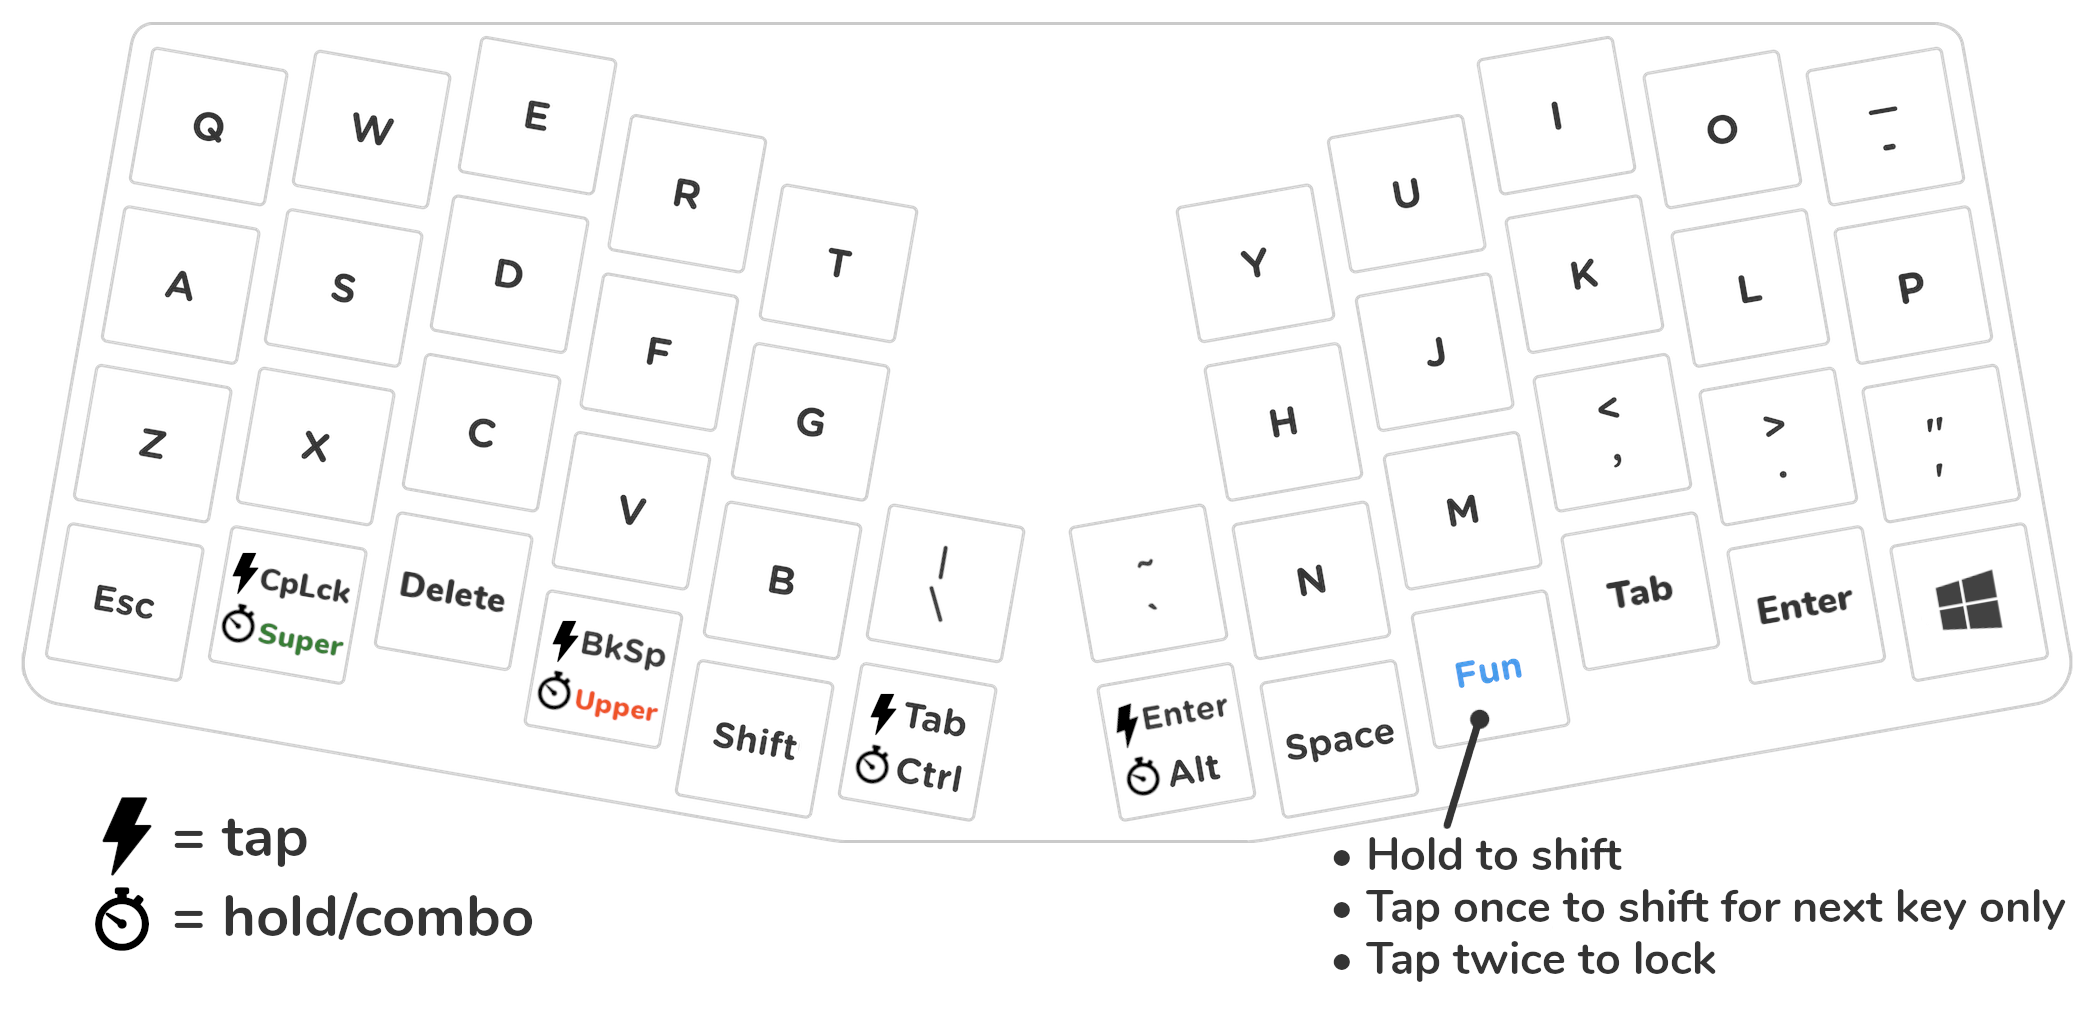 Q
W
E
R
T
Y
U
I
O
—
-
A
S
D
F
G
H
J
K
L
P
Z
X
C
V
B
|
\
~
`
N
M
<
,
>
.
"
'
Esc
CpLck
Super
Delete
BkSp
Upper
Shift
Tab
Ctrl
Enter
Alt
Space
Fun
Tab
Enter
= tap
= hold/combo
• Hold to shift
• Tap once to shift for next key only
• Tap twice to lock